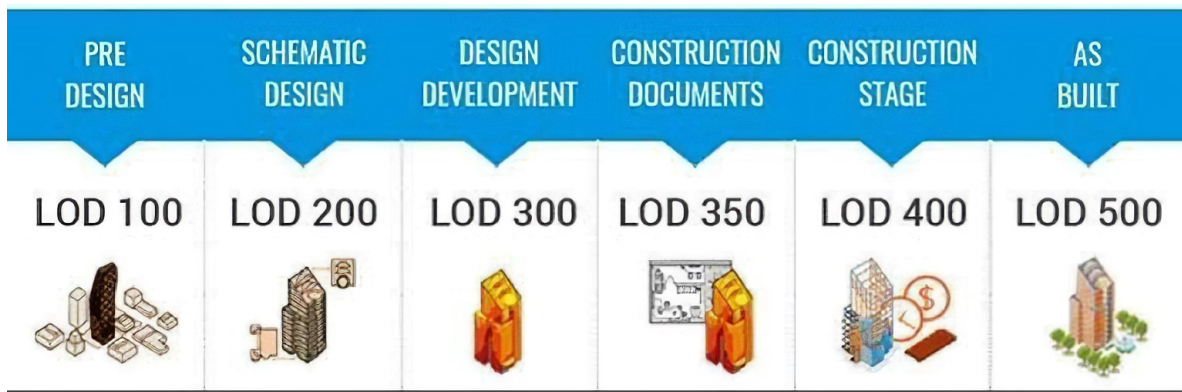 PRE
DESIGN
SCHEMATIC
DESIGN
DESIGN
DEVELOPMENT
CONSTRUCTION
DOCUMENTS
CONSTRUCTION
STAGE
AS
BUILT
LOD 100
LOD 200
LOD 300
LOD 350
LOD 400
LOD 500
$